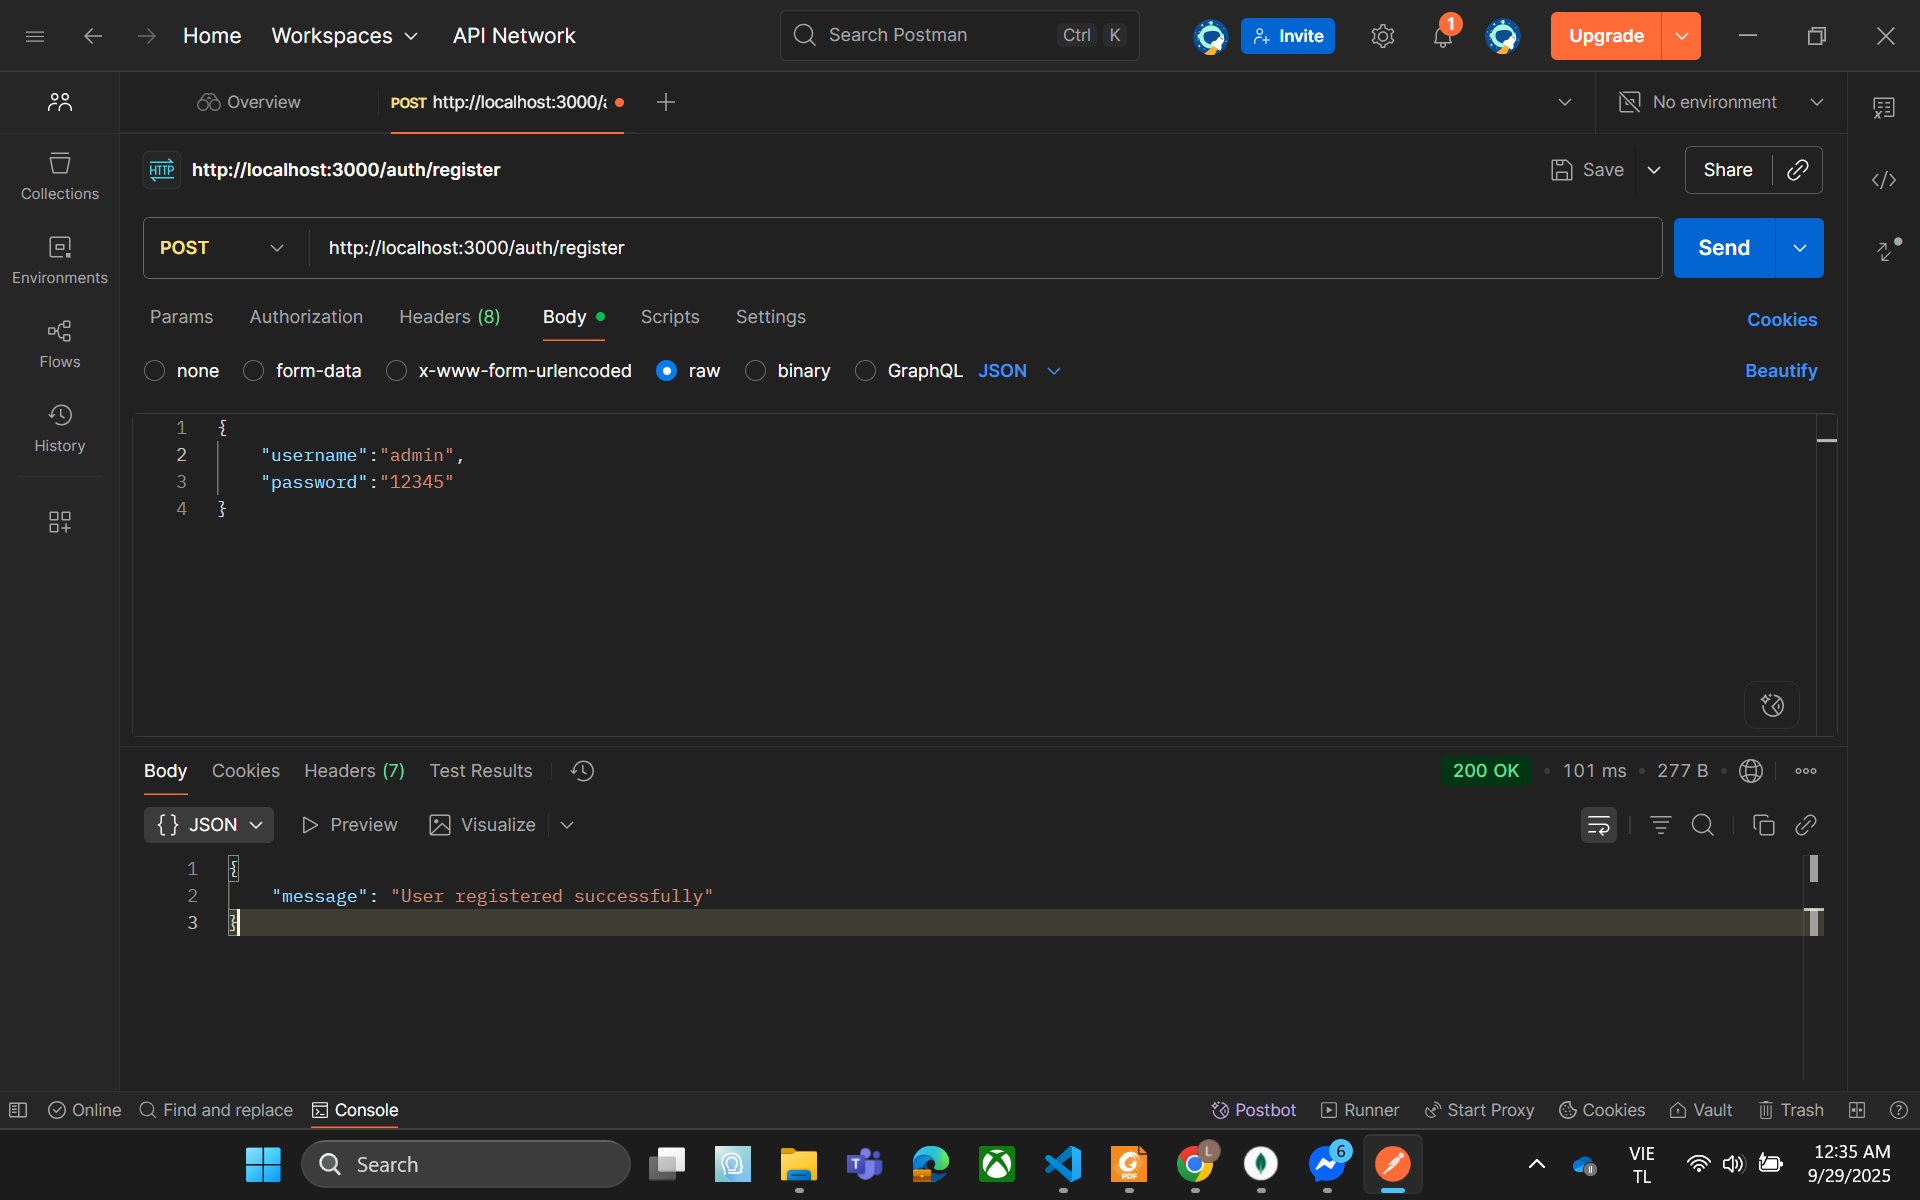 Home Workspaces API Network Search Postman Ctrl K Invite 1 Upgrade
Overview POST http://localhost:3000/a No environment
HTTP http://localhost:3000/auth/register Save Share
Collections
POST http://localhost:3000/auth/register Send
Environments
Params Authorization Headers (8) Body Scripts Settings Cookies
Flows
none form-data x-www-form-urlencoded raw binary GraphQL JSON Beautify
History
1 {
2 "username":"admin",
3 "password":"12345"
4 }
Body Cookies Headers (7) Test Results 200 OK • 101 ms • 277 B •
{} JSON Preview Visualize
1 {
2 "message": "User registered successfully"
3 }
Online Find and replace Console Postbot Runner Start Proxy Cookies Vault Trash
Search T PDF L 6 VIE 12:35 AM
TL 9/29/2025